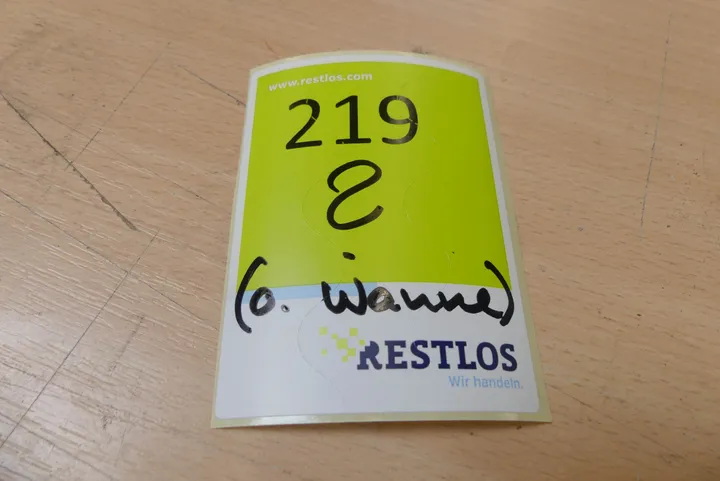 www.restlos.com
219
2
(o. Wanne)
RESTLOS
Wir handeln.